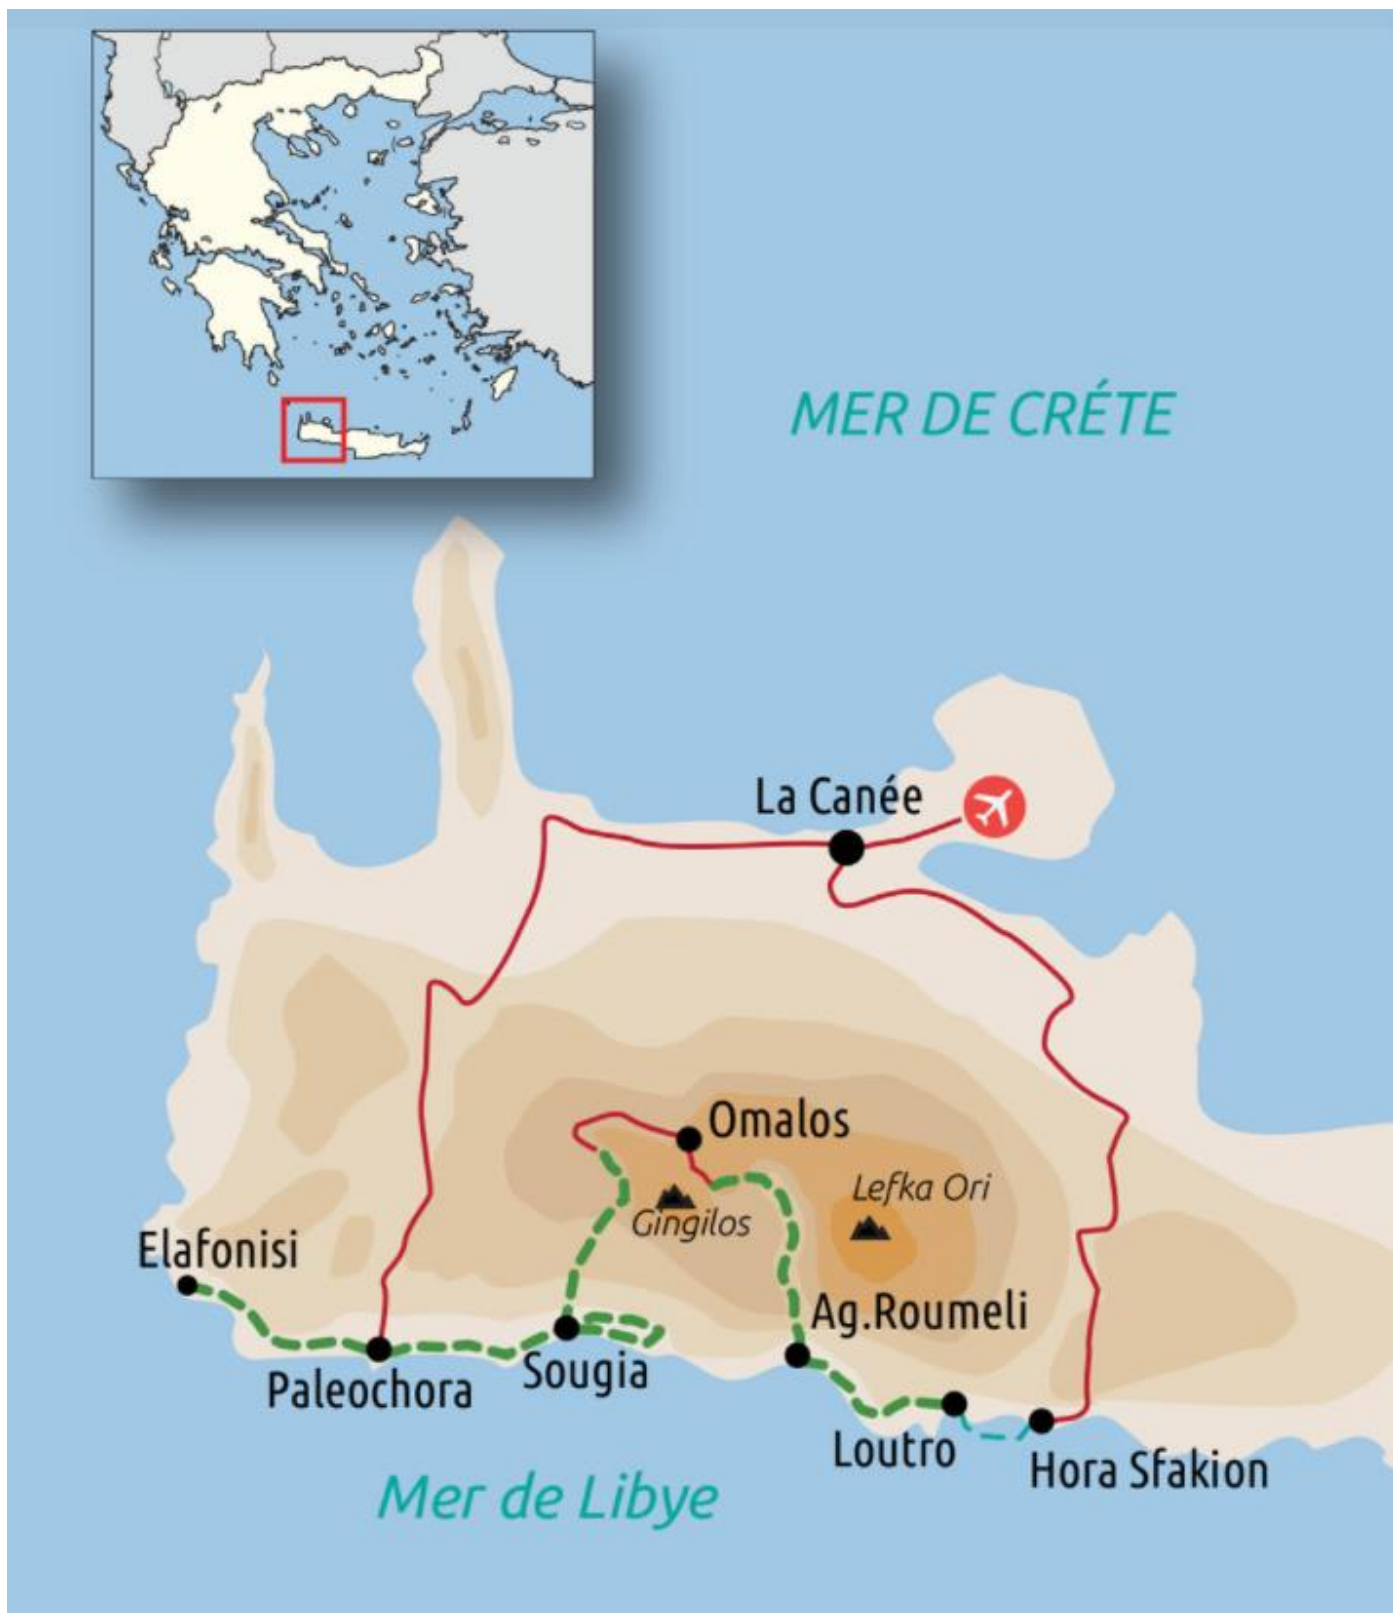 MER DE CRÉTE
La Canée
Omalos
Lefka Ori
Gingilos
Elafonisi
Ag.Roumeli
Paleochora
Sougia
Loutro
Hora Sfakion
Mer de Libye